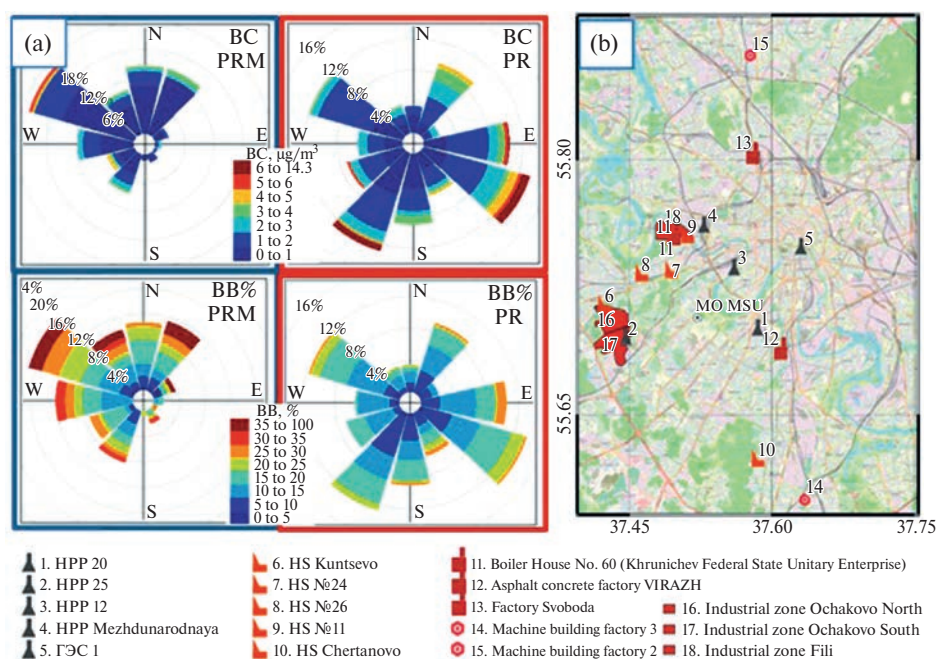 (a)
N
BC
PRM
18%
12%
6%
W
E
S
BC, µg/m³
6 to 14.3
5 to 6
4 to 5
3 to 4
2 to 3
1 to 2
0 to 1
16%
N
BC
PR
12%
8%
4%
W
E
S
4%
20%
16%
12%
8%
4%
N
BB%
PRM
W
E
S
BB, %
35 to 100
30 to 35
25 to 30
20 to 25
15 to 20
10 to 15
5 to 10
0 to 5
16%
N
BB%
PR
12%
8%
4%
W
E
S
(b)
15
13
55.80
18
4
11
9
11
5
8
7
3
6
MO MSU
16
2
1
17
12
55.65
10
14
37.45
37.60
37.75
1. HPP 20
2. HPP 25
3. HPP 12
4. HPP Mezhdunarodnaya
5. ГЭС 1
6. HS Kuntsevo
7. HS №24
8. HS №26
9. HS №11
10. HS Chertanovo
11. Boiler House No. 60 (Khrunichev Federal State Unitary Enterprise)
12. Asphalt concrete factory VIRAZH
13. Factory Svoboda
14. Machine building factory 3
15. Machine building factory 2
16. Industrial zone Ochakovo North
17. Industrial zone Ochakovo South
18. Industrial zone Fili